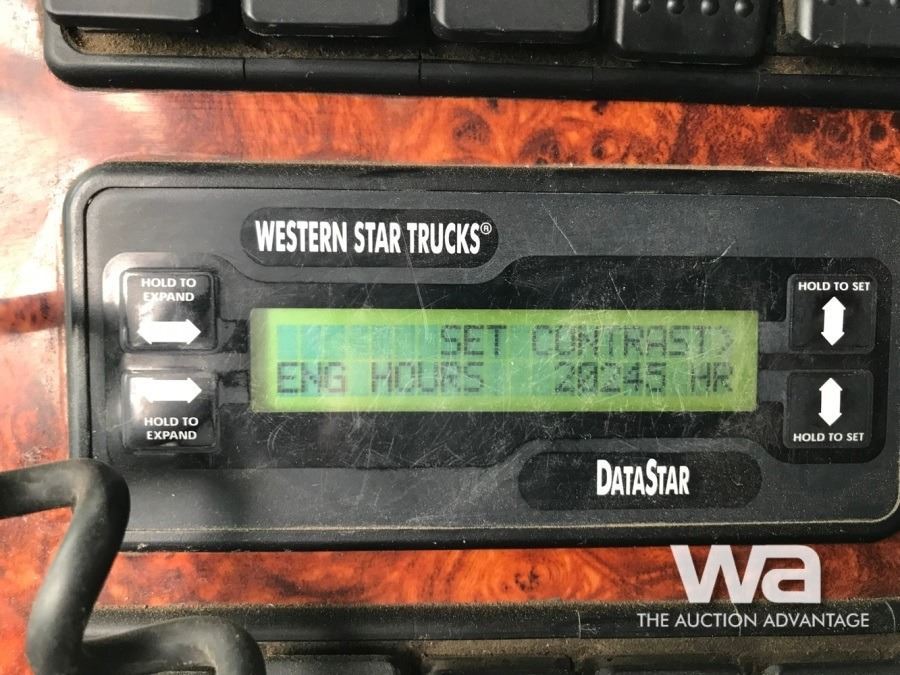 WESTERN STAR TRUCKS®
HOLD TO
EXPAND
HOLD TO SET
SET CONTRAST>
ENG HOURS 20245 HR
HOLD TO
EXPAND
HOLD TO SET
DATASTAR
wa
THE AUCTION ADVANTAGE